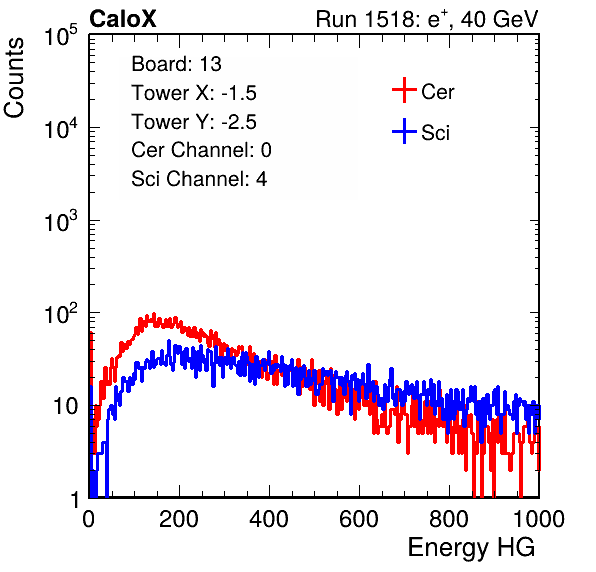 CaloX Run 1518: e⁺, 40 GeV
Counts
Board: 13
Tower X: -1.5
Tower Y: -2.5
Cer Channel: 0
Sci Channel: 4
Cer
Sci
10⁵
10⁴
10³
10²
10
1
0 200 400 600 800 1000
Energy HG